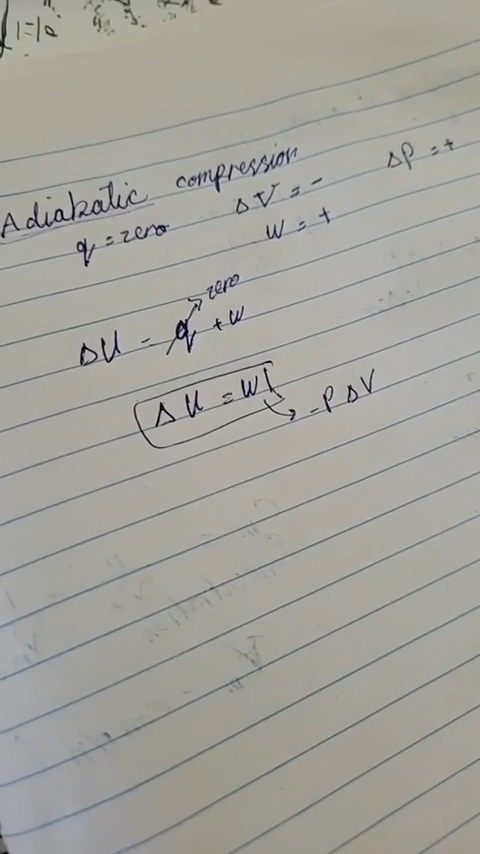 Adiabatic compression
ΔV = - ΔP = +
q = zero
w = +
zero
ΔU = q + w
ΔU = w
-PΔV